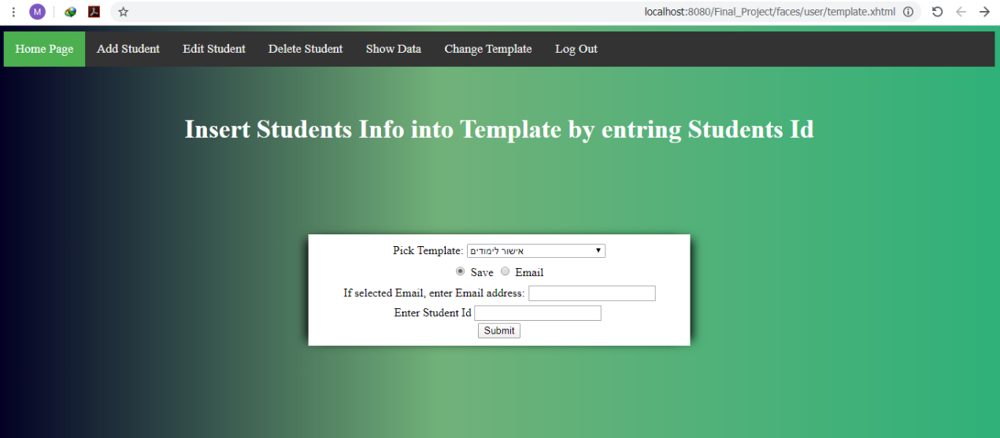 M
localhost:8080/Final_Project/faces/user/template.xhtml
Home Page Add Student Edit Student Delete Student Show Data Change Template Log Out
Insert Students Info into Template by entring Students Id
Pick Template: אישור לימודים
Save Email
If selected Email, enter Email address:
Enter Student Id
Submit